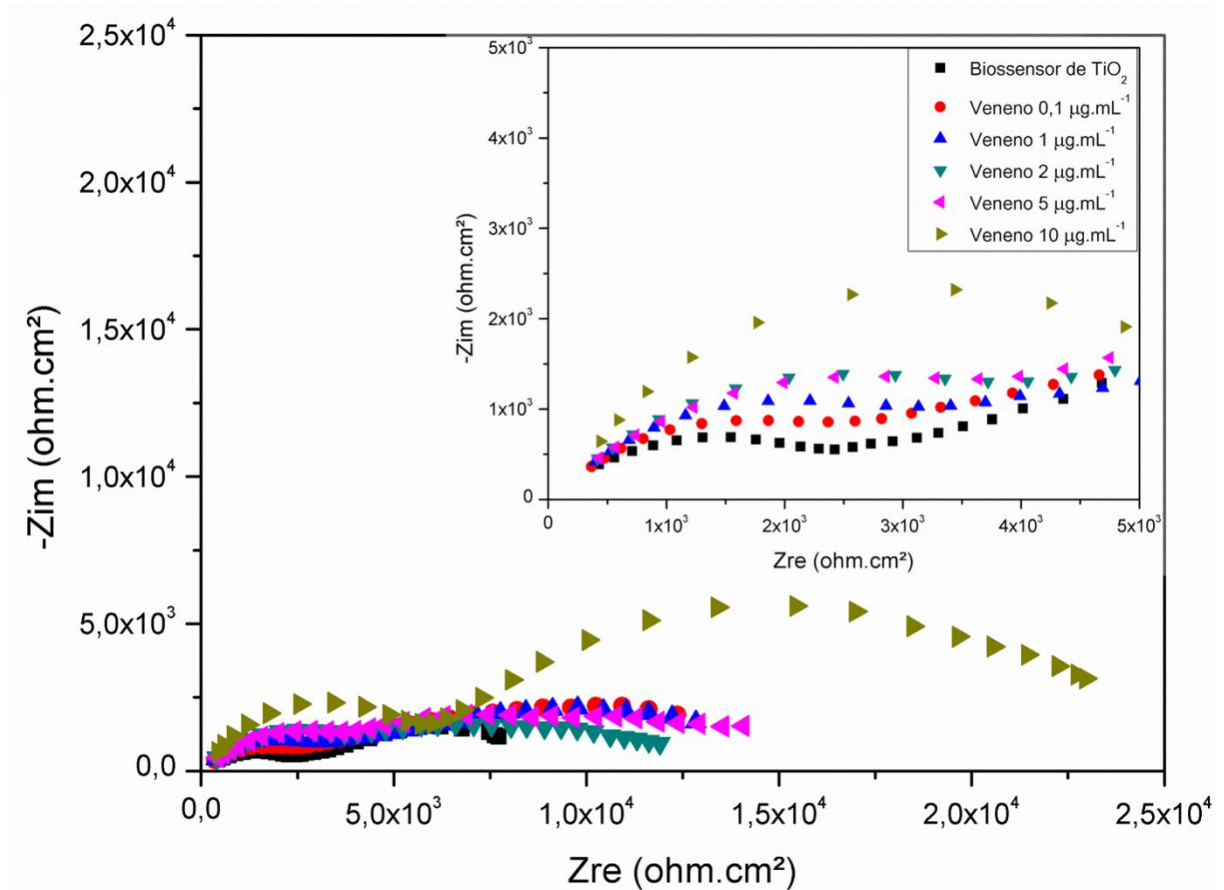 2,5x10⁴
2,0x10⁴
1,5x10⁴
1,0x10⁴
5,0x10³
0,0
-Zim (ohm.cm²)
0,0
5,0x10³
1,0x10⁴
1,5x10⁴
2,0x10⁴
2,5x10⁴
Zre (ohm.cm²)
5x10³
4x10³
3x10³
2x10³
1x10³
0
-Zim (ohm.cm²)
0
1x10³
2x10³
3x10³
4x10³
5x10³
Zre (ohm.cm²)
Biossensor de TiO₂
Veneno 0,1 µg.mL⁻¹
Veneno 1 µg.mL⁻¹
Veneno 2 µg.mL⁻¹
Veneno 5 µg.mL⁻¹
Veneno 10 µg.mL⁻¹